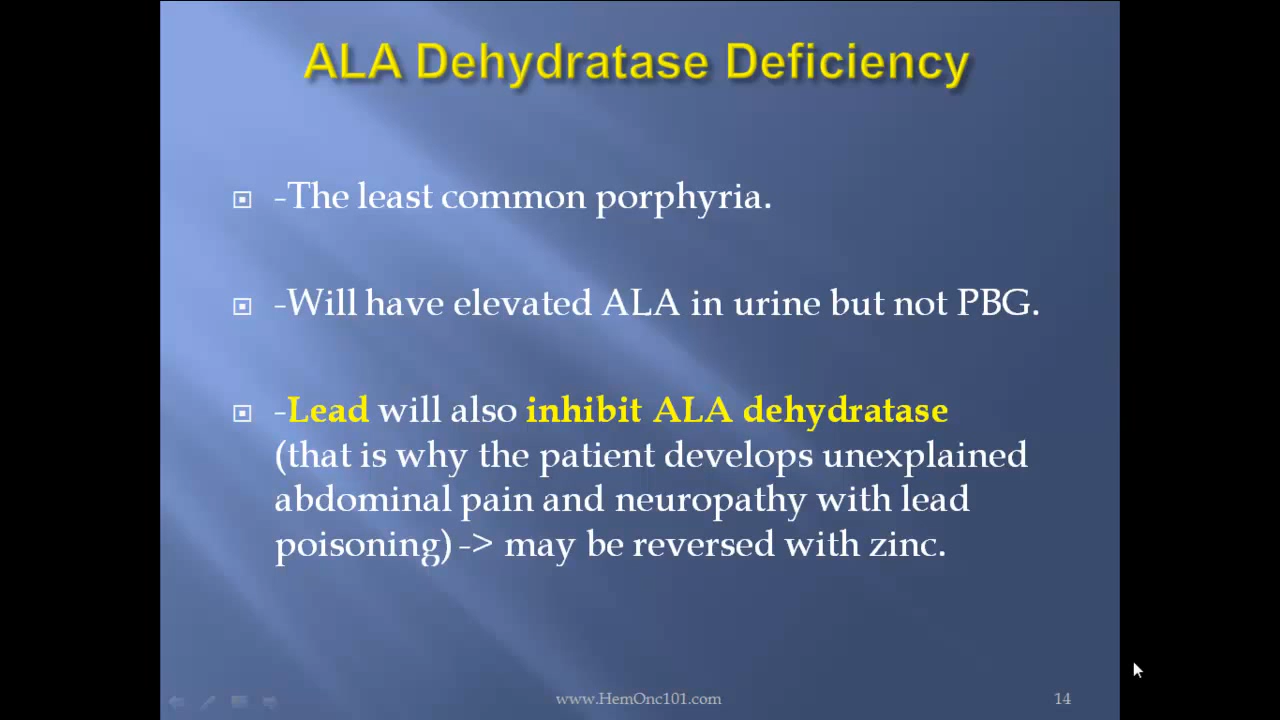 ALA Dehydratase Deficiency
-The least common porphyria.
-Will have elevated ALA in urine but not PBG.
-Lead will also inhibit ALA dehydratase
(that is why the patient develops unexplained
abdominal pain and neuropathy with lead
poisoning) -> may be reversed with zinc.
www.HemOnc101.com
14